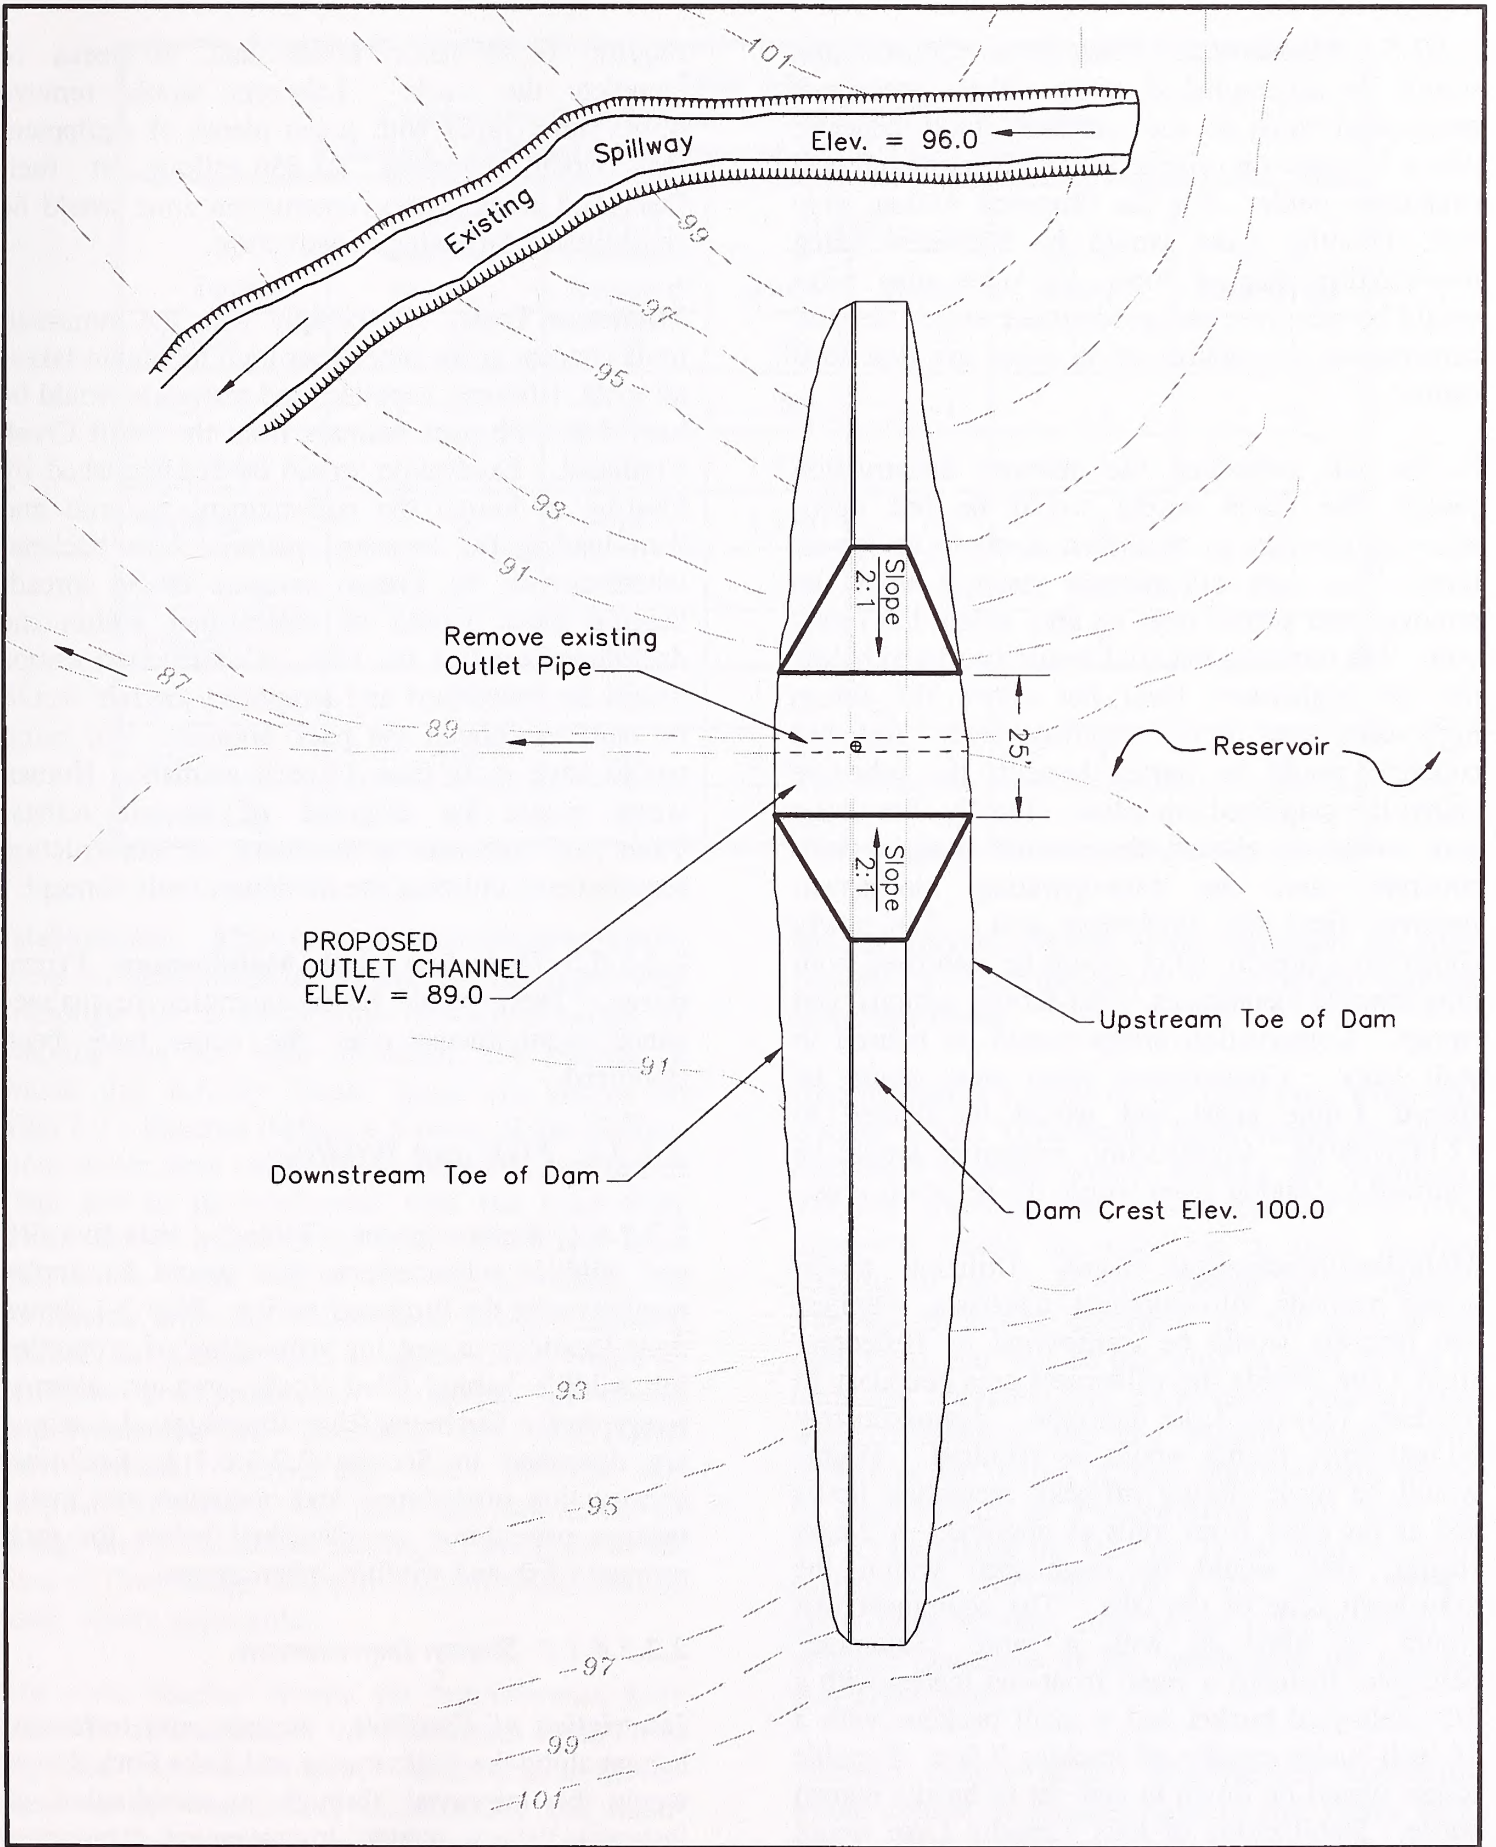 101
Spillway
Elev. = 96.0
Existing
99
97
95
93
91
Slope
2:1
Remove existing
Outlet Pipe
87
89
25'
Reservoir
Slope
2:1
PROPOSED
OUTLET CHANNEL
ELEV. = 89.0
Upstream Toe of Dam
91
Downstream Toe of Dam
Dam Crest Elev. 100.0
93
95
97
99
101